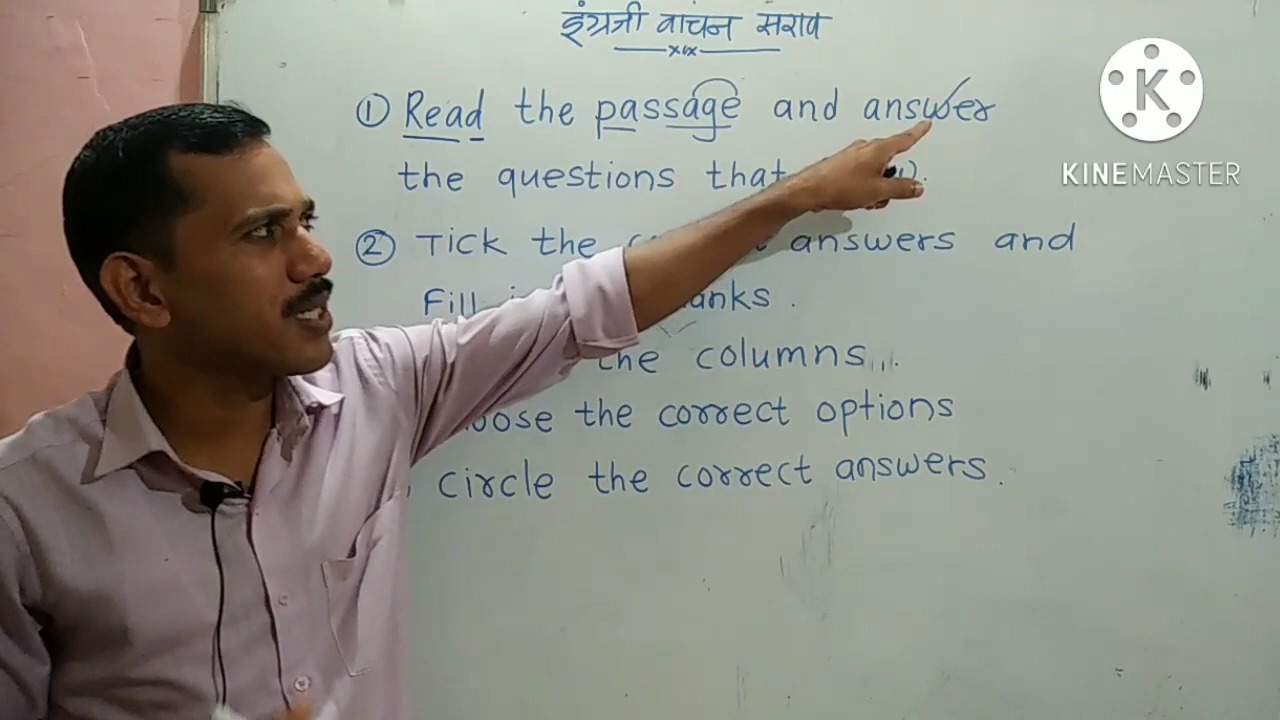 इंग्रजी वाचन सराव
① Read the passage and answer
the questions that
② Tick the answers and
Fill
the columns.
the correct options
circle the correct answers.
K
KINEMASTER